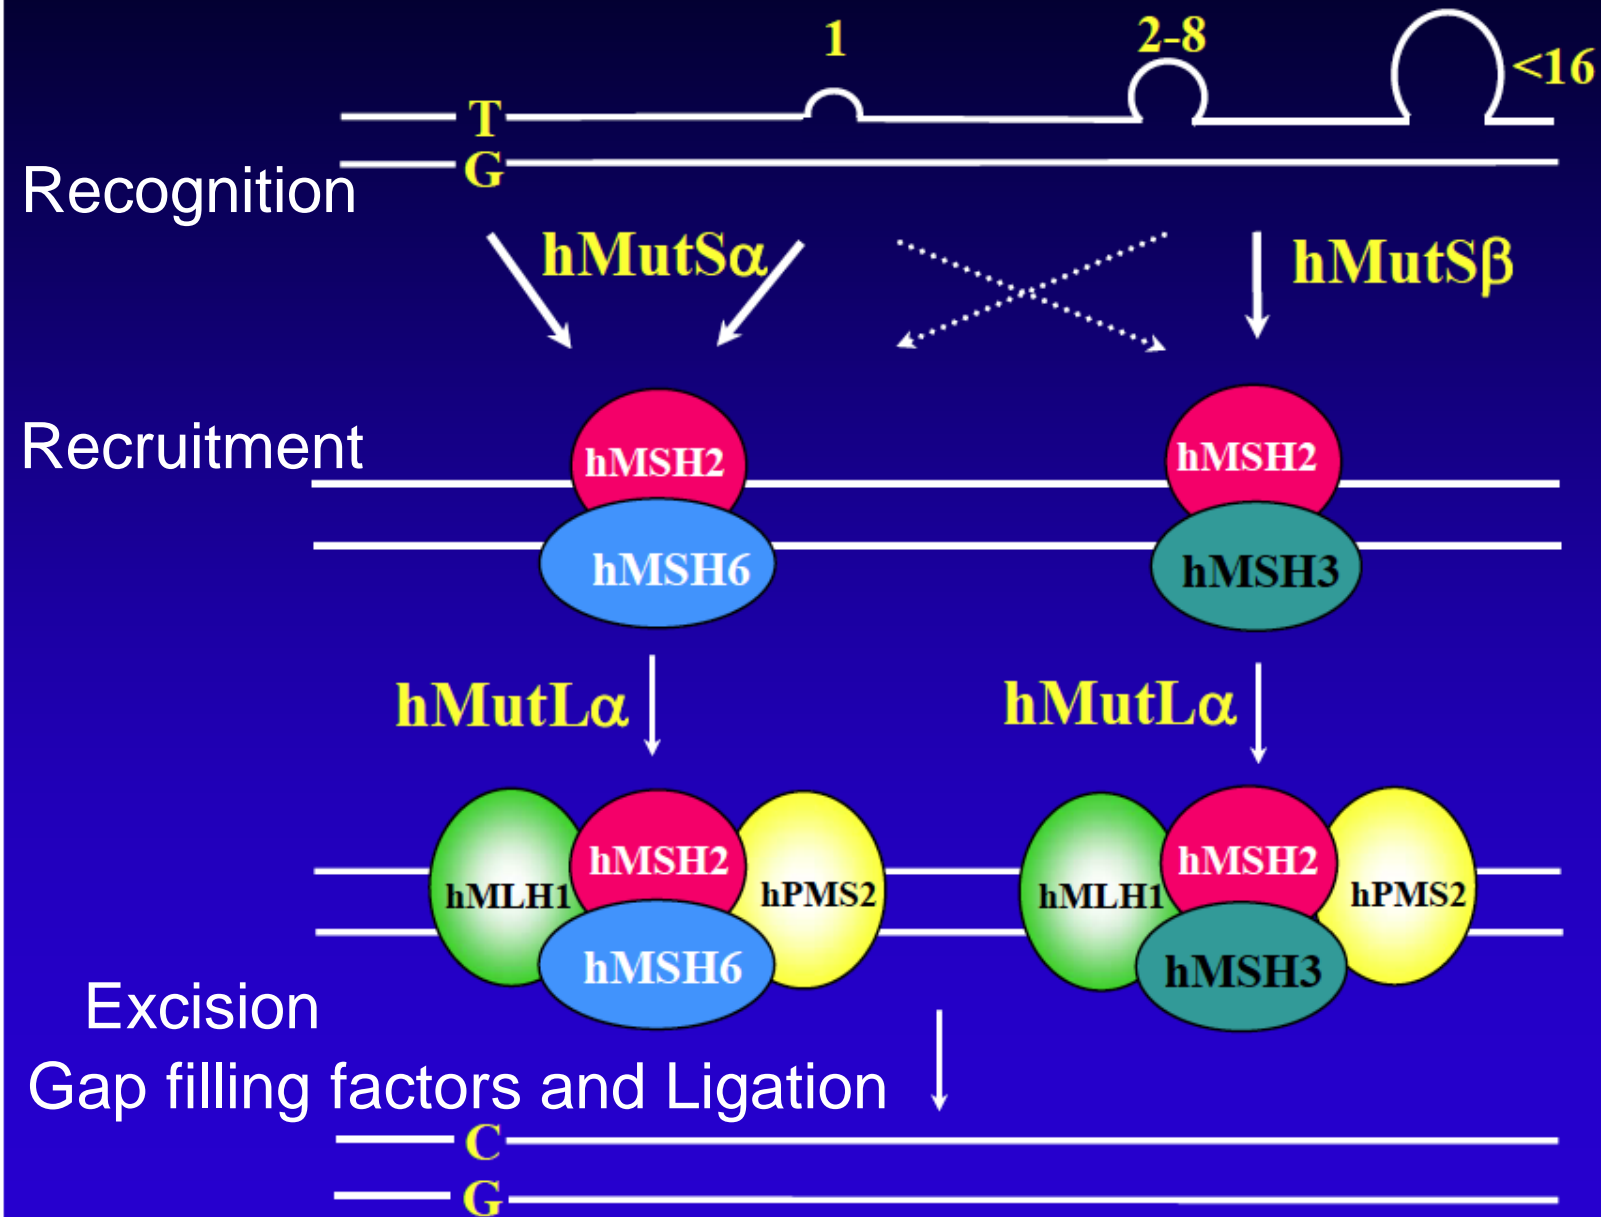 1
2-8
<16
T
G
Recognition
hMutSα
hMutSβ
Recruitment
hMSH2
hMSH2
hMSH6
hMSH3
hMutLα
hMutLα
hMLH1
hMSH2
hPMS2
hMSH6
hMLH1
hMSH2
hPMS2
hMSH3
Excision
Gap filling factors and Ligation
C
G